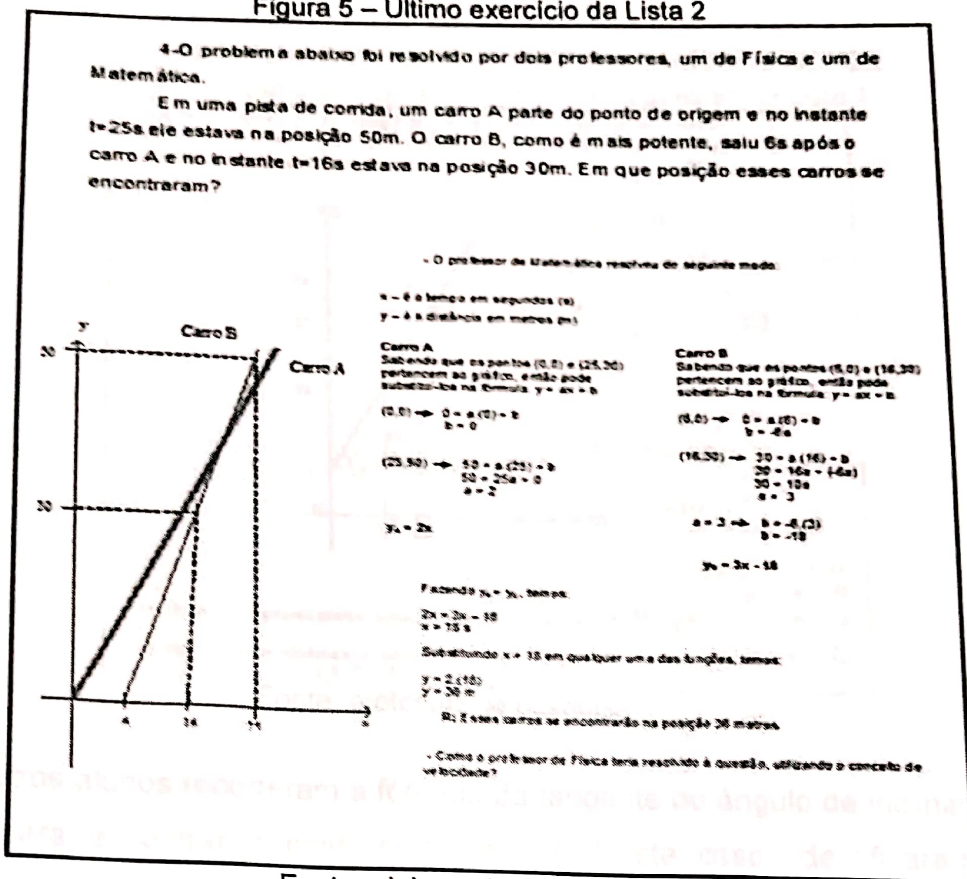 Figura 5 – Último exercício da Lista 2
4-O problema abaixo foi resolvido por dois professores, um de Física e um de
Matemática.
Em uma pista de corrida, um carro A parte do ponto de origem e no instante
t=25s ele estava na posição 50m. O carro B, como é mais potente, saiu 6s após o
carro A e no instante t=16s estava na posição 30m. Em que posição esses carros se
encontraram?
- O professor de Matemática resolveu do seguinte modo:
x – é o tempo em segundos (s)
y – é a distância em metros (m)
y
Carro B
50
Carro A
30
Carro A
Sabendo que os pontos (0,0) e
pertencem ao gráfico, então pode
substituí-los na fórmula: y = ax + b
(0,0) → 0 = a.(0) + b
b = 0
(25,50) → 50 = a.(25) + b
50 = 25a + 0
a = 2
yₐ = 2x
Carro B
Sabendo que os pontos (6,0) e (16,30)
pertencem ao gráfico, então pode
substituí-los na fórmula: y = ax + b
(6,0) → 0 = a.(6) + b
b = -6a
(16,30) → 30 = a.(16) + b
30 = 16a + (-6a)
30 = 10a
a = 3
a = 3 → b = -6.(3)
b = -18
y = 3x - 18
Fazendo temos:
2x = 3x – 18
Substituindo x = 18 em qualquer uma das funções, temos:
y = 2.(18)
y = 36 m
R: Esses carros se encontrarão na posição 36 metros
- Como o professor de Física teria resolvido a questão, utilizando o conceito de
velocidade?